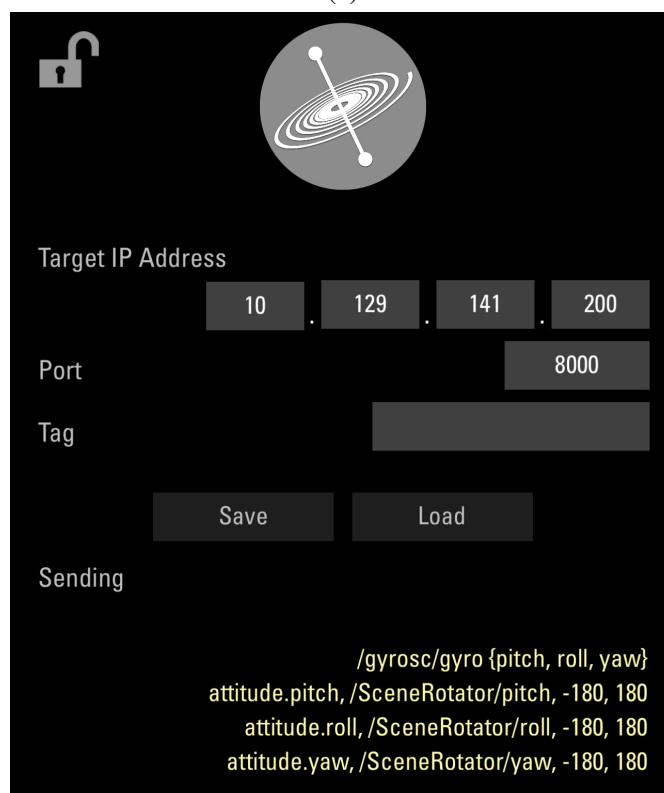 Target IP Address
10 . 129 . 141 . 200
Port 8000
Tag
Save Load
Sending
/gyrosc/gyro {pitch, roll, yaw}
attitude.pitch, /SceneRotator/pitch, -180, 180
attitude.roll, /SceneRotator/roll, -180, 180
attitude.yaw, /SceneRotator/yaw, -180, 180